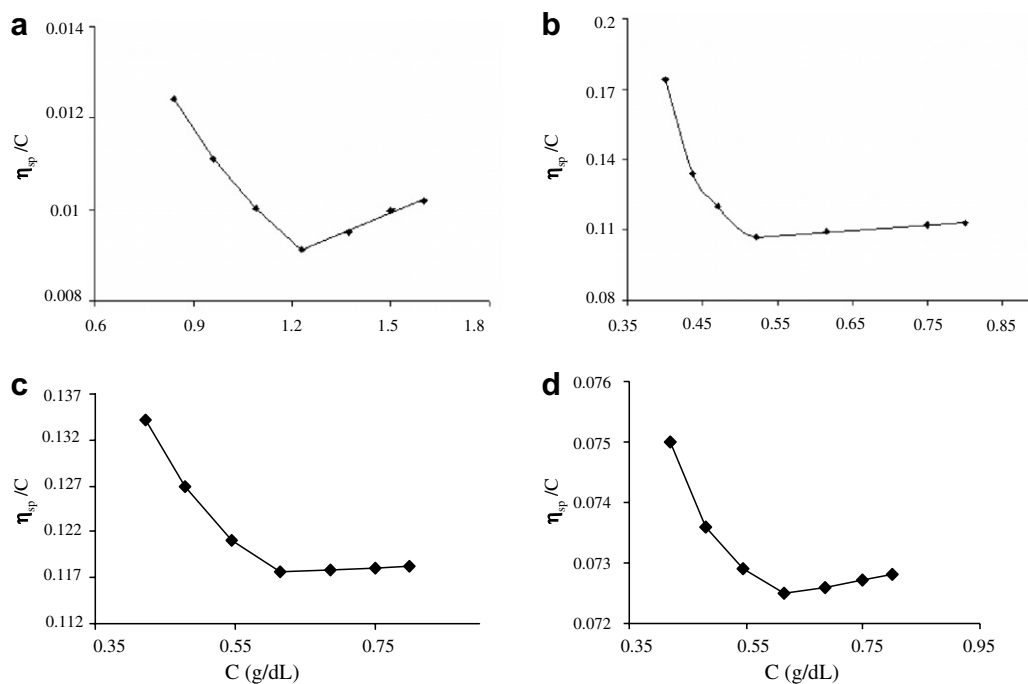 a
0.014
0.012
0.01
0.008
η_sp /C
0.6 0.9 1.2 1.5 1.8
b
0.2
0.17
0.14
0.11
0.08
η_sp /C
0.35 0.45 0.55 0.65 0.75 0.85
c
0.137
0.132
0.127
0.122
0.117
0.112
η_sp /C
0.35 0.55 0.75
C (g/dL)
d
0.076
0.075
0.074
0.073
0.072
η_sp /C
0.35 0.55 0.75 0.95
C (g/dL)